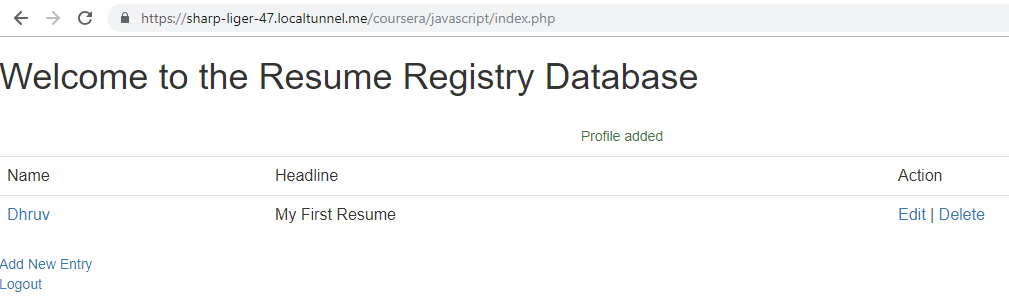 https://sharp-liger-47.localtunnel.me/coursera/javascript/index.php
Welcome to the Resume Registry Database
Profile added
Name Headline Action
Dhruv My First Resume Edit | Delete
Add New Entry
Logout